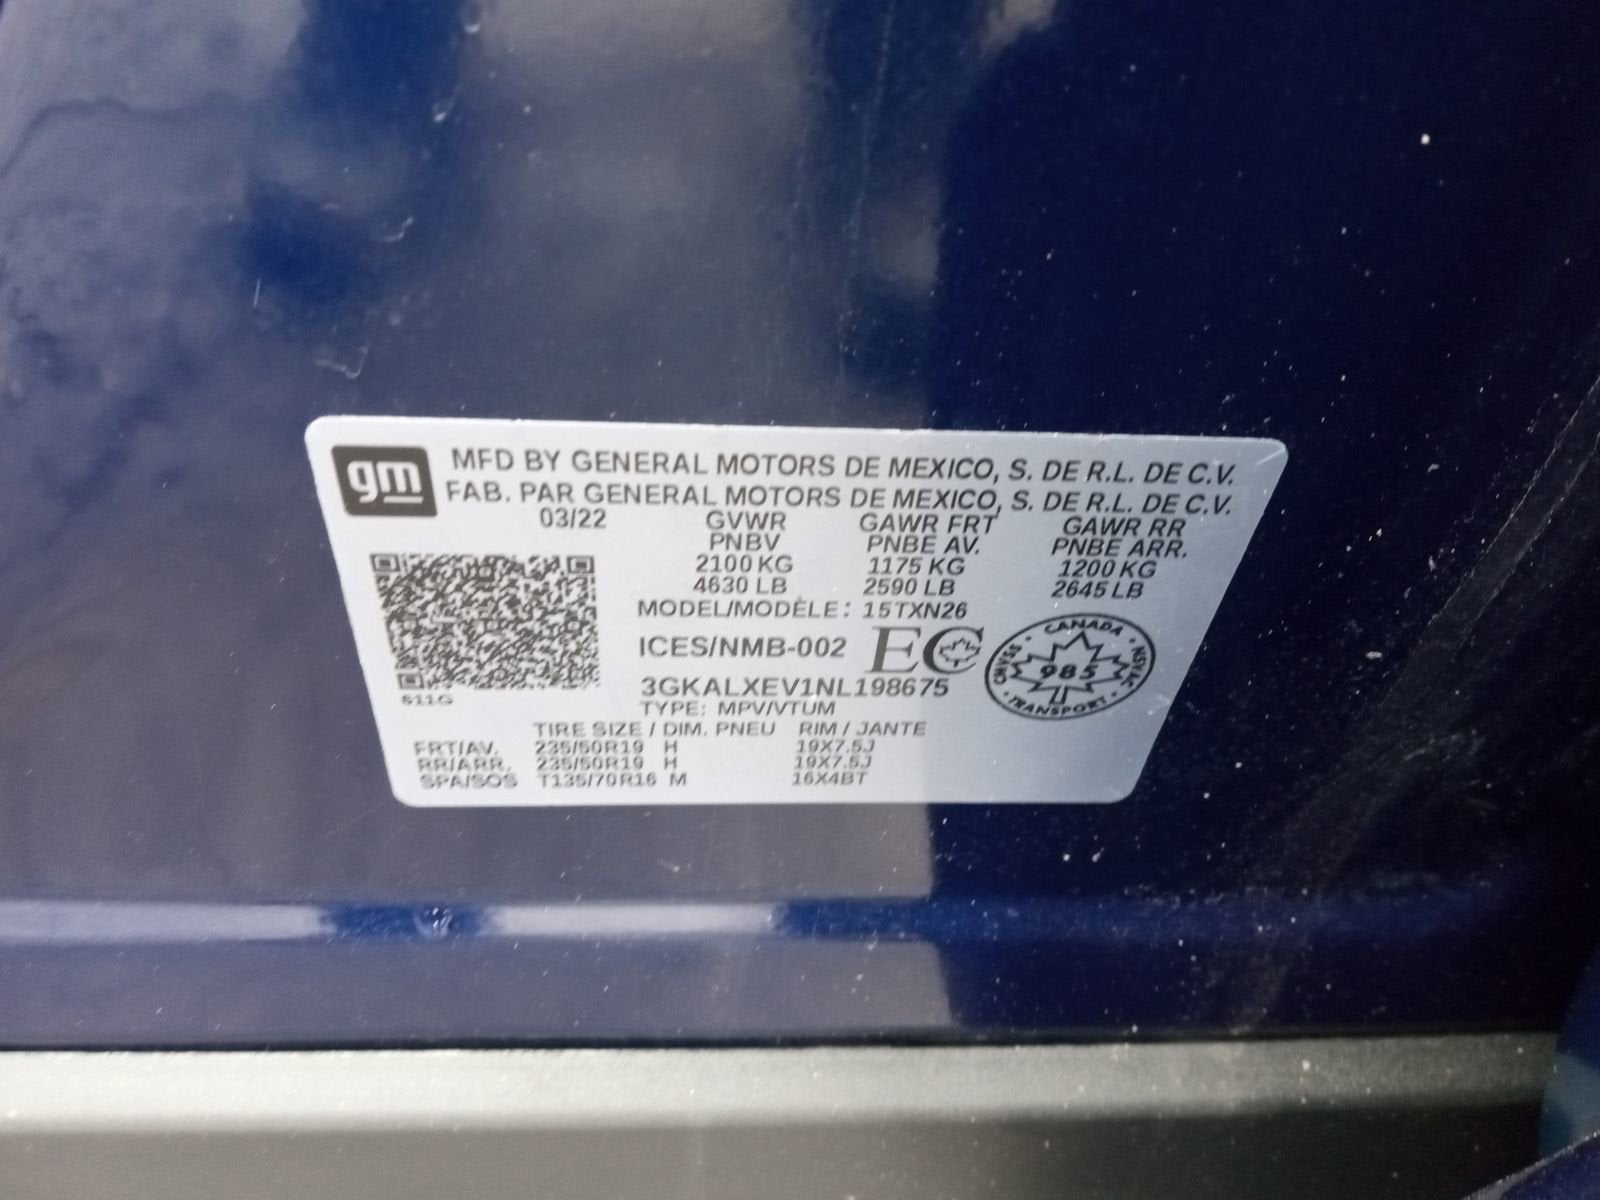 gm
MFD BY GENERAL MOTORS DE MEXICO, S. DE R.L. DE C.V.
FAB. PAR GENERAL MOTORS DE MEXICO, S. DE R.L. DE C.V.
03/22 GVWR GAWR FRT GAWR RR
PNBV PNBE AV. PNBE ARR.
2100 KG 1175 KG 1200 KG
4630 LB 2590 LB 2645 LB
MODEL/MODÈLE: 15TXN26
ICES/NMB-002 EC
CANADA
CMVSS 985 NSVAC
TRANSPORT
3GKALXEV1NL198675
611G
TYPE: MPV/VTUM
TIRE SIZE / DIM. PNEU RIM / JANTE
FRT/AV. 235/50R19 H 19X7.5J
RR/ARR. 235/50R19 H 19X7.5J
SPA/SOS T135/70R16 M 16X4BT